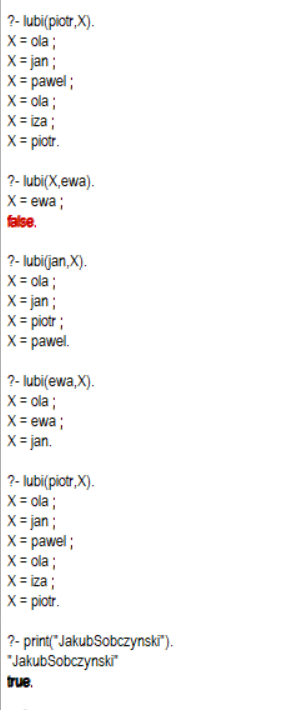 ?- lubi(piotr,X).
X = ola ;
X = jan ;
X = pawel ;
X = ola ;
X = iza ;
X = piotr.
?- lubi(X,ewa).
X = ewa ;
false.
?- lubi(jan,X).
X = ola ;
X = jan ;
X = piotr ;
X = pawel.
?- lubi(ewa,X).
X = ola ;
X = ewa ;
X = jan.
?- lubi(piotr,X).
X = ola ;
X = jan ;
X = pawel ;
X = ola ;
X = iza ;
X = piotr.
?- print("JakubSobczynski").
"JakubSobczynski"
true.